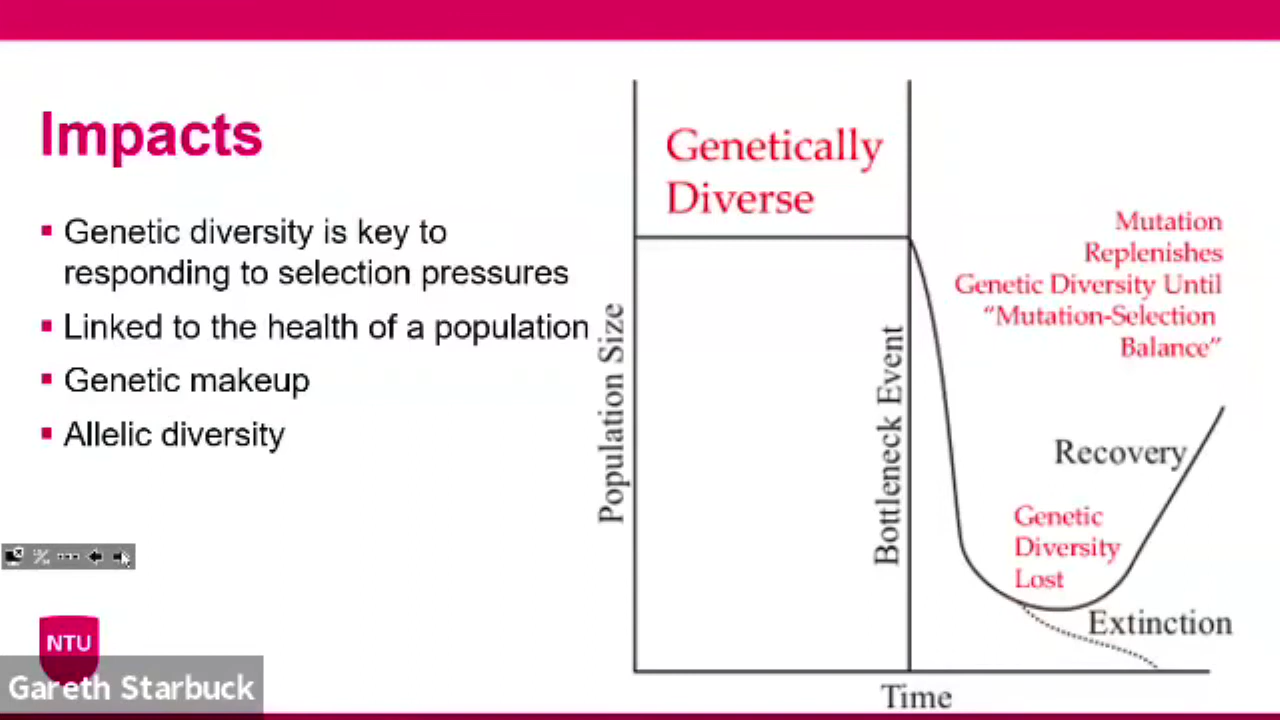 Impacts
Genetic diversity is key to
responding to selection pressures
Linked to the health of a population
Genetic makeup
Allelic diversity
Genetically
Diverse
Mutation
Replenishes
Genetic Diversity Until
“Mutation-Selection
Balance”
Population Size
Bottleneck Event
Recovery
Genetic
Diversity
Lost
Extinction
Time
NTU
Gareth Starbuck